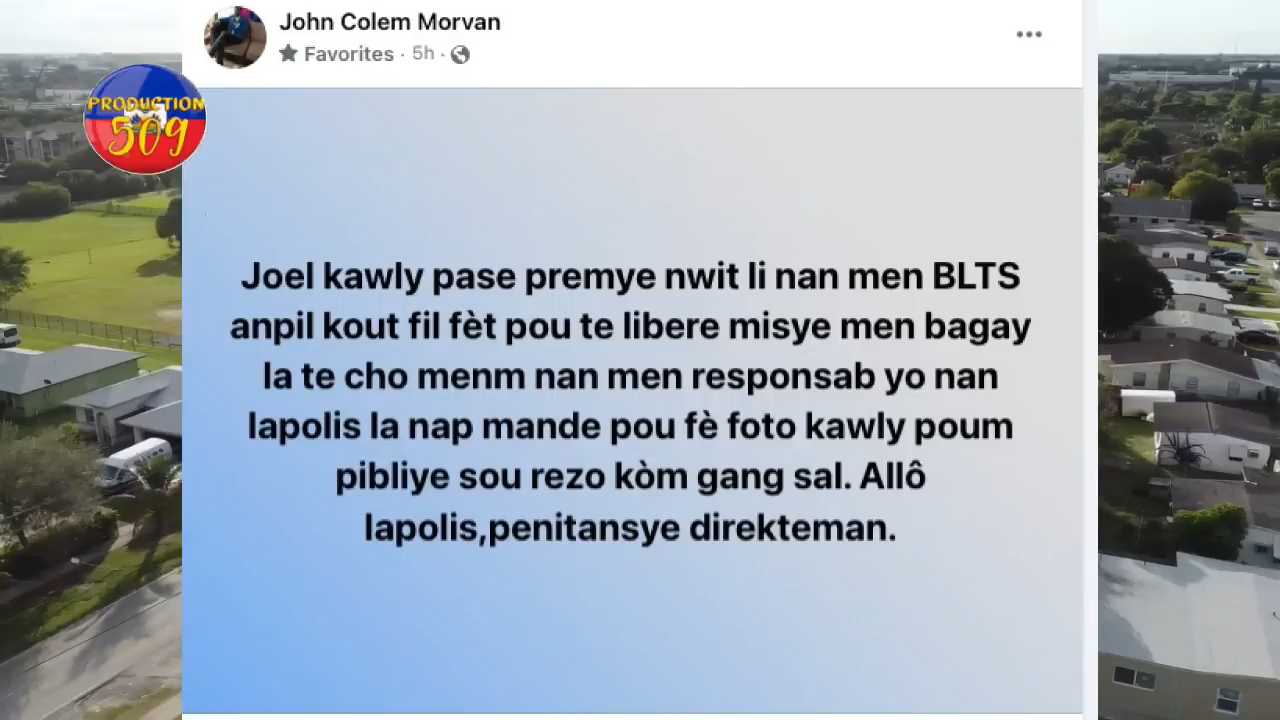 John Colem Morvan
Favorites · 5h ·
PRODUCTION
509
Joel kawly pase premye nwit li nan men BLTS
anpil kout fil fèt pou te libere misye men bagay
la te cho menm nan men responsab yo nan
lapolis la nap mande pou fè foto kawly poum
pibliye sou rezo kòm gang sal. Allô
lapolis,penitansye direkteman.